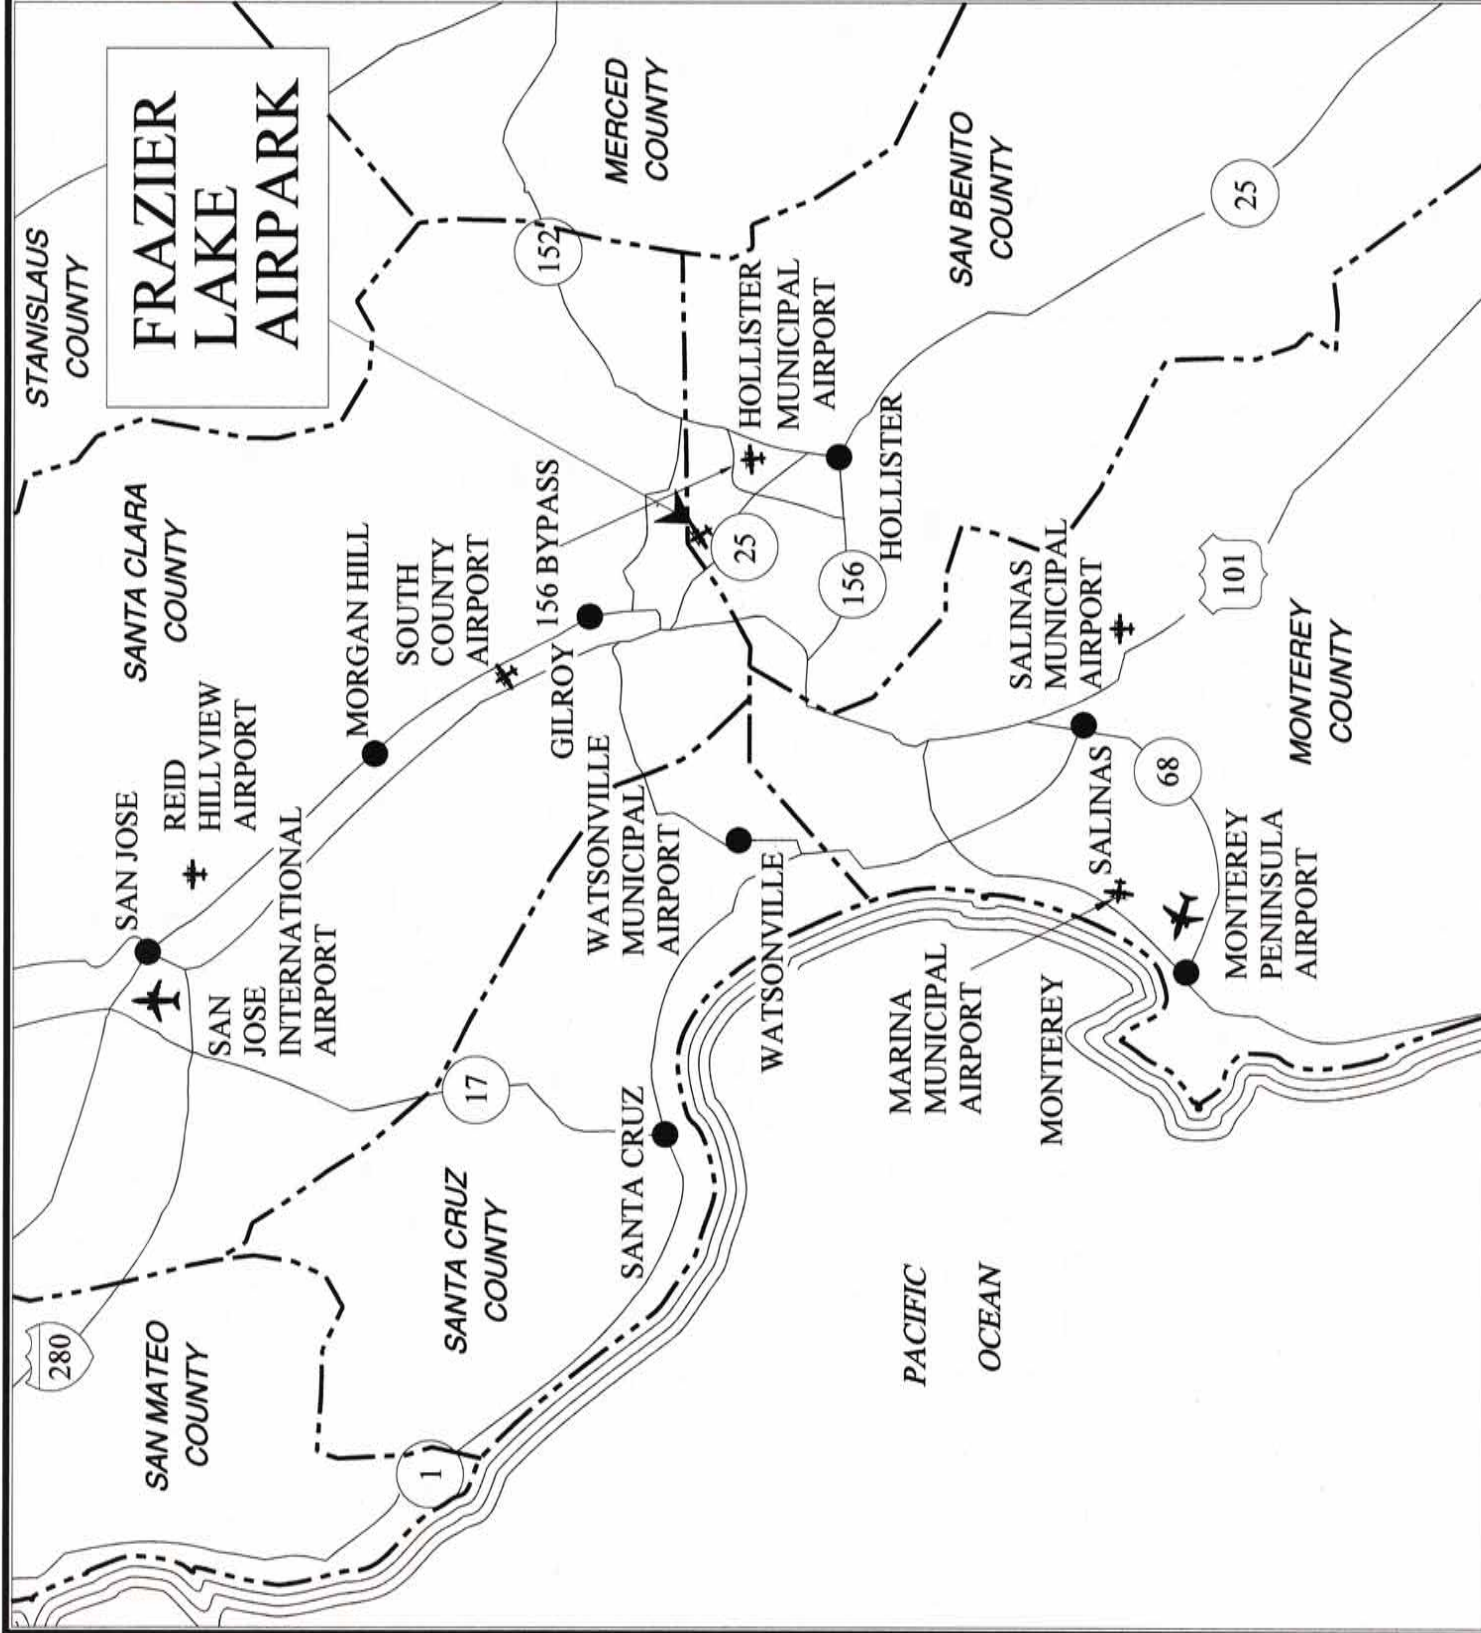 STANISLAUS
COUNTY
FRAZIER
LAKE
AIRPARK
MERCED
COUNTY
152
SAN BENITO
COUNTY
25
SANTA CLARA
COUNTY
MORGAN HILL
SOUTH
COUNTY
AIRPORT
156 BYPASS
GILROY
HOLLISTER
MUNICIPAL
AIRPORT
25
156
HOLLISTER
SAN JOSE
REID
HILLVIEW
AIRPORT
SAN
JOSE
INTERNATIONAL
AIRPORT
WATSONVILLE
MUNICIPAL
AIRPORT
WATSONVILLE
SALINAS
MUNICIPAL
AIRPORT
101
MONTEREY
COUNTY
SALINAS
68
MONTEREY
PENINSULA
AIRPORT
MARINA
MUNICIPAL
AIRPORT
MONTEREY
17
SANTA CRUZ
SANTA CRUZ
COUNTY
280
SAN MATEO
COUNTY
1
PACIFIC
OCEAN